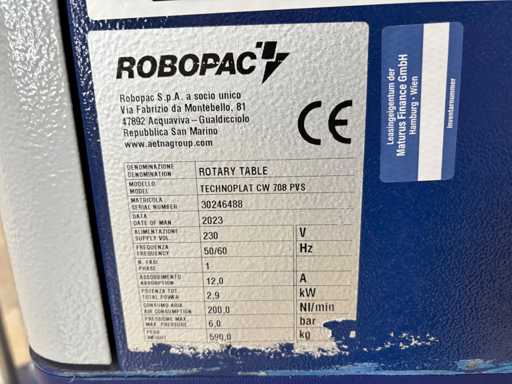 ROBOPAC
Robopac S.p.A. a socio unico
Via Fabrizio da Montebello, 81
47892 Acquaviva – Gualdicciolo
Repubblica San Marino
www.aetnagroup.com
CE
DENOMINAZIONE
DENOMINATION
ROTARY TABLE
MODELLO
MODEL
TECHNOPLAT CW 708 PVS
MATRICOLA
SERIAL NUMBER
30246488
DATA
DATE OF MAN
2023
ALIMENTAZIONE
SUPPLY VOL
230 V
FREQUENZA
FREQUENCY
50/60 Hz
N. FASI
PHASE
1
ASSORBIMENTO
ABSORPTION
12,0 A
POTENZA TOT.
TOTAL POWER
2,9 kW
CONSUMO ARIA
AIR CONSUMPTION
200,0 Nl/min
PRESSIONE MAX.
MAX. PRESSURE
6,0 bar
PESO
WEIGHT
590,0 kg
Leasingeigentum der
Maturus Finance GmbH
Hamburg - Wien
Inventarnummer